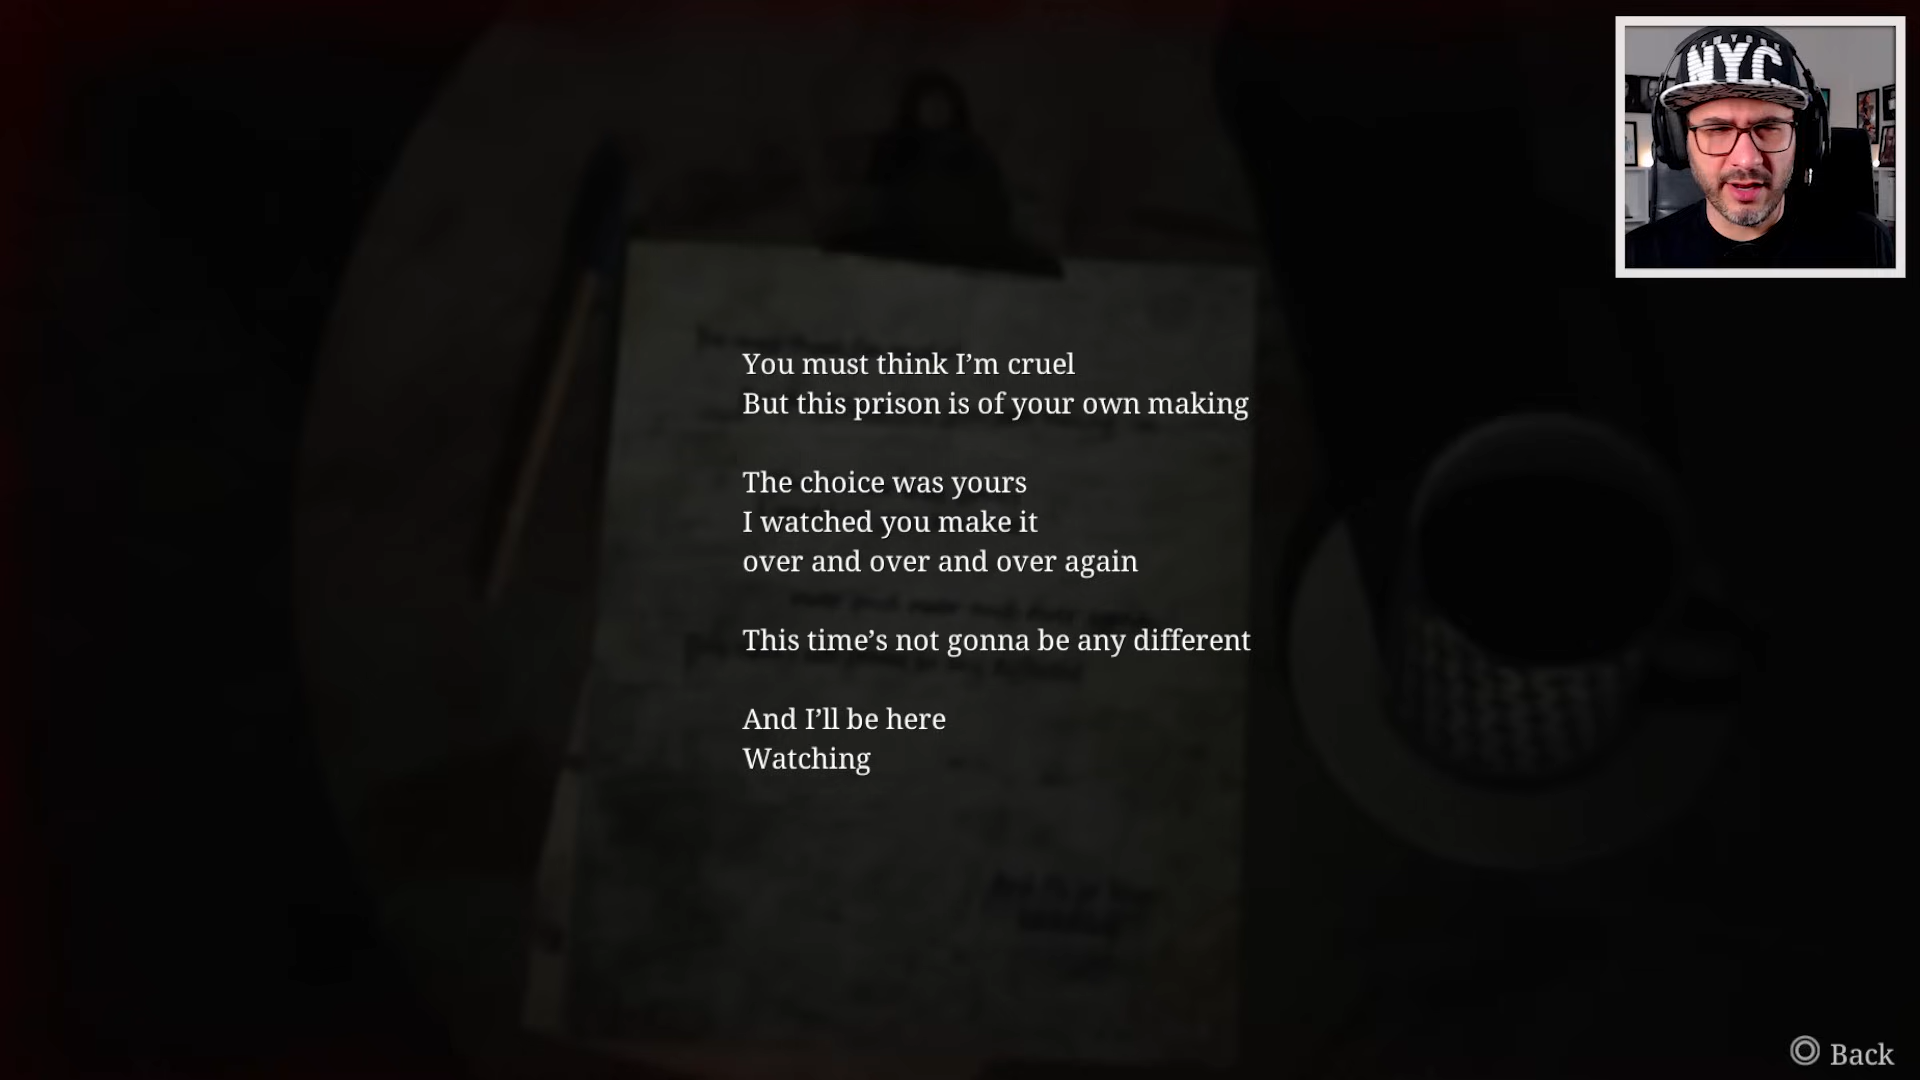 NEW YORK
NYC
You must think I’m cruel
But this prison is of your own making
The choice was yours
I watched you make it
over and over and over again
This time’s not gonna be any different
And I’ll be here
Watching
Back